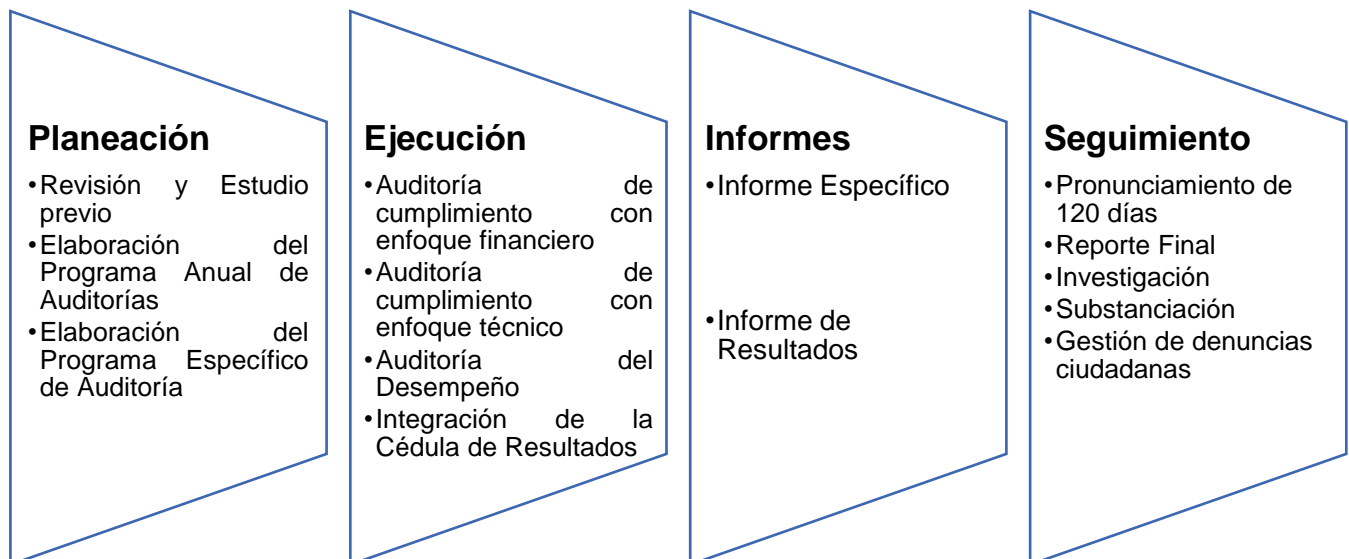 Planeación
•Revisión y Estudio
previo
•Elaboración del
Programa Anual de
Auditorías
•Elaboración del
Programa Específico
de Auditoría
Ejecución
•Auditoría de
cumplimiento con
enfoque financiero
•Auditoría de
cumplimiento con
enfoque técnico
•Auditoría del
Desempeño
•Integración de la
Cédula de Resultados
Informes
•Informe Específico
•Informe de
Resultados
Seguimiento
•Pronunciamiento de
120 días
•Reporte Final
•Investigación
•Substanciación
•Gestión de denuncias
ciudadanas